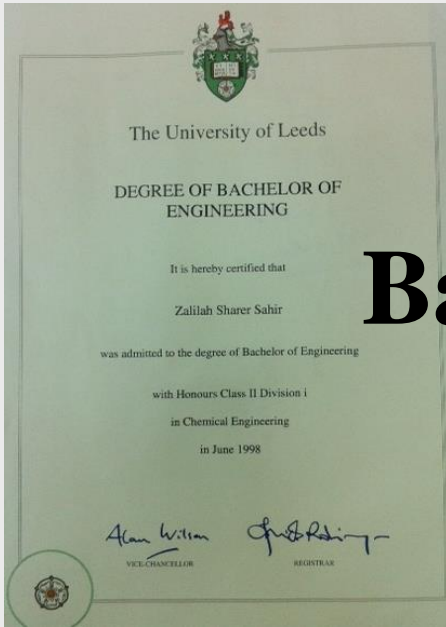 The University of Leeds
DEGREE OF BACHELOR OF
ENGINEERING
It is hereby certified that
Zalilah Sharer Sahir
Ba
was admitted to the degree of Bachelor of Engineering
with Honours Class II Division i
in Chemical Engineering
in June 1998
Alan Wilson
VICE-CHANCELLOR
REGISTRAR